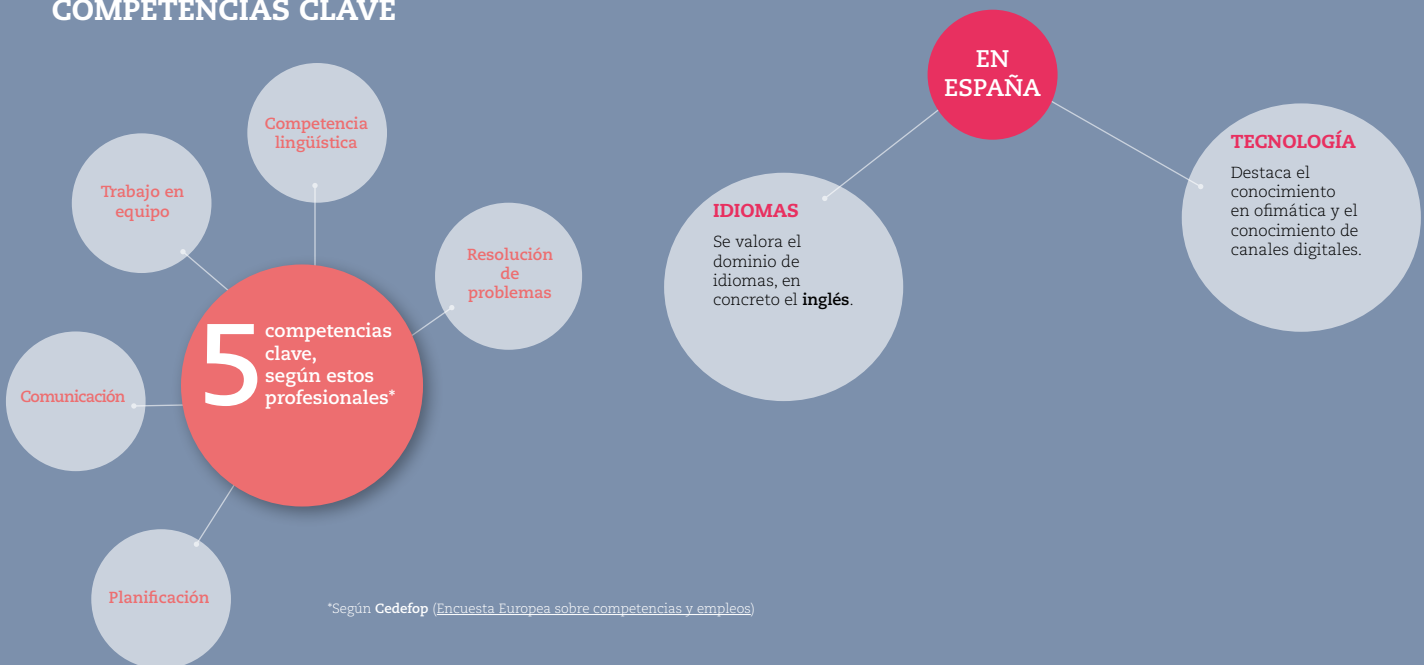 COMPETENCIAS CLAVE
Competencia
lingüística
Trabajo en
equipo
Resolución
de
problemas
5 competencias
clave,
según estos
profesionales*
Comunicación
Planificación
*Según Cedefop (Encuesta Europea sobre competencias y empleos)
EN
ESPAÑA
IDIOMAS
Se valora el
dominio de
idiomas, en
concreto el inglés.
TECNOLOGÍA
Destaca el
conocimiento
en ofimática y el
conocimiento de
canales digitales.